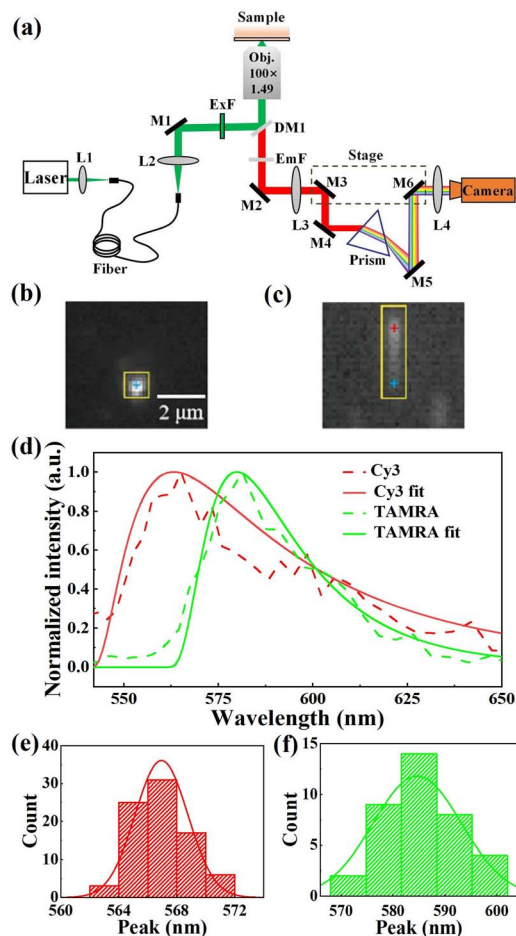 (a)
Sample
Obj.
100×
1.49
ExF
M1
DM1
L2
L1
Laser
EmF
Stage
M2
M3
M6
Camera
L3
L4
M4
Prism
Fiber
M5
(b)
(c)
2 μm
(d)
Normalized intensity (a.u.)
1.0
0.8
0.6
0.4
0.2
0.0
Cy3
Cy3 fit
TAMRA
TAMRA fit
550 575 600 625 650
Wavelength (nm)
(e)
Count
40
30
20
10
0
560 564 568 572
Peak (nm)
(f)
Count
15
10
5
0
570 580 590 600
Peak (nm)